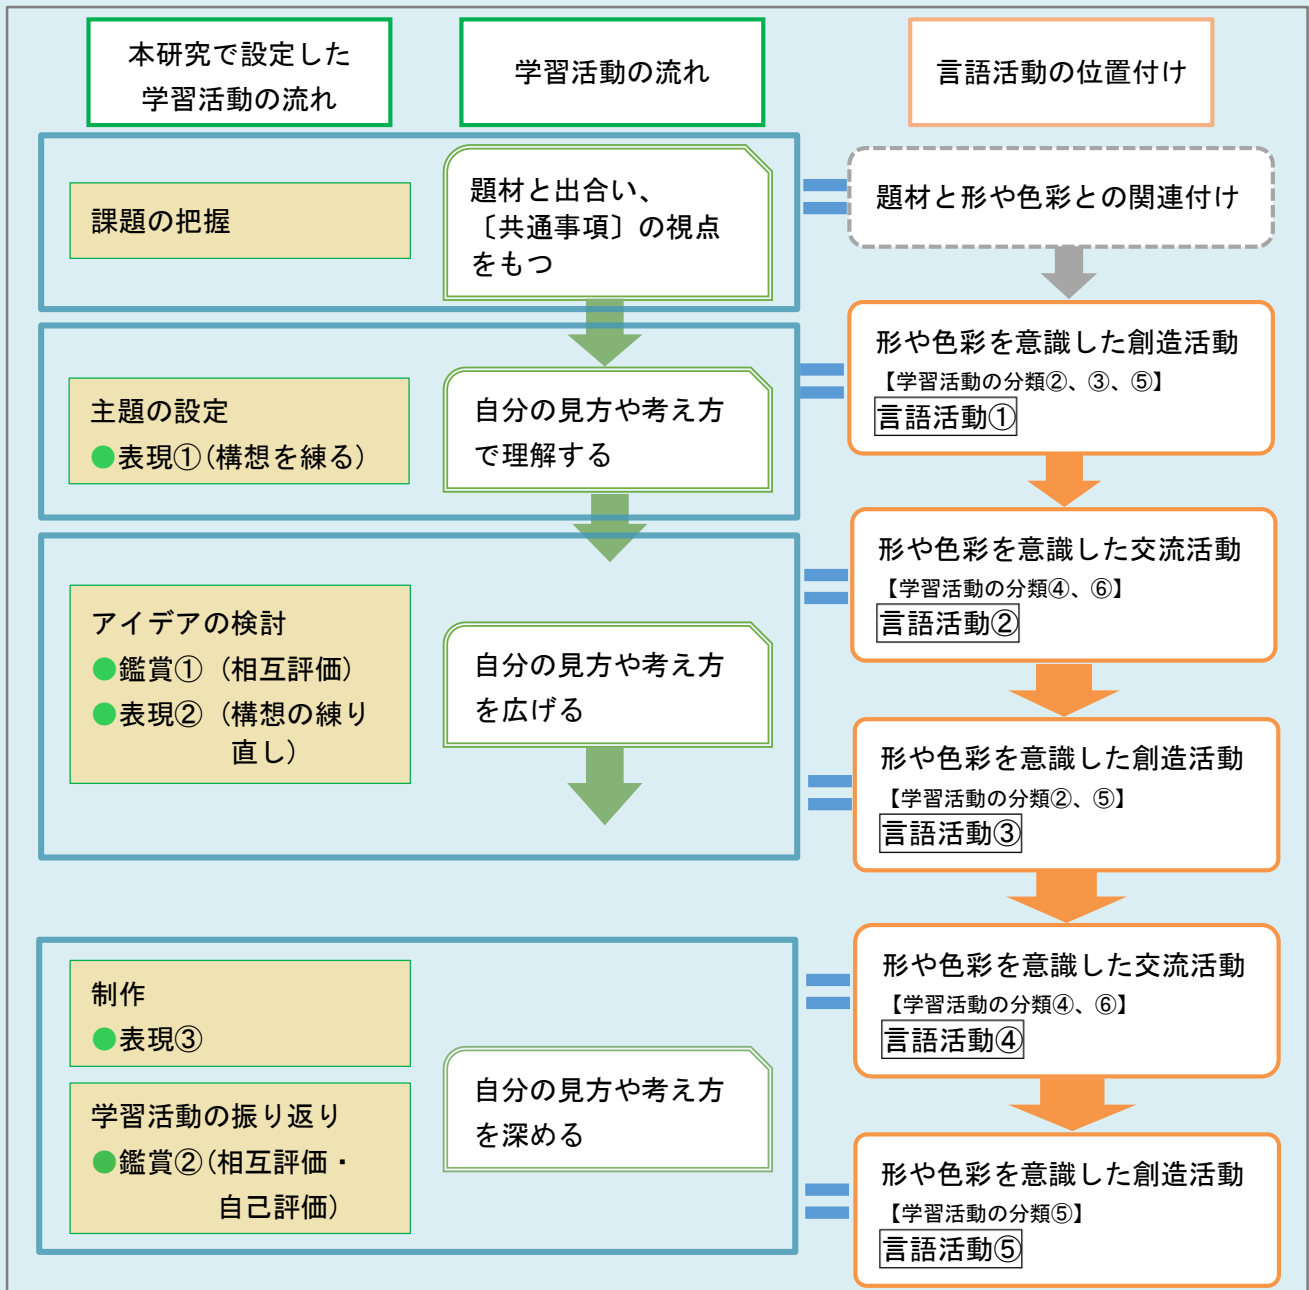 本研究で設定した
学習活動の流れ
学習活動の流れ
言語活動の位置付け
課題の把握
題材と出合い、
〔共通事項〕の視点
をもつ
題材と形や色彩との関連付け
主題の設定
●表現①(構想を練る)
自分の見方や考え方
で理解する
形や色彩を意識した創造活動
【学習活動の分類②、③、⑤】
言語活動①
アイデアの検討
●鑑賞①（相互評価)
●表現②（構想の練り
直し)
自分の見方や考え方
を広げる
形や色彩を意識した交流活動
【学習活動の分類④、⑥】
言語活動②
形や色彩を意識した創造活動
【学習活動の分類②、⑤】
言語活動③
制作
●表現③
学習活動の振り返り
●鑑賞②(相互評価・
自己評価)
自分の見方や考え方
を深める
形や色彩を意識した交流活動
【学習活動の分類④、⑥】
言語活動④
形や色彩を意識した創造活動
【学習活動の分類⑤】
言語活動⑤